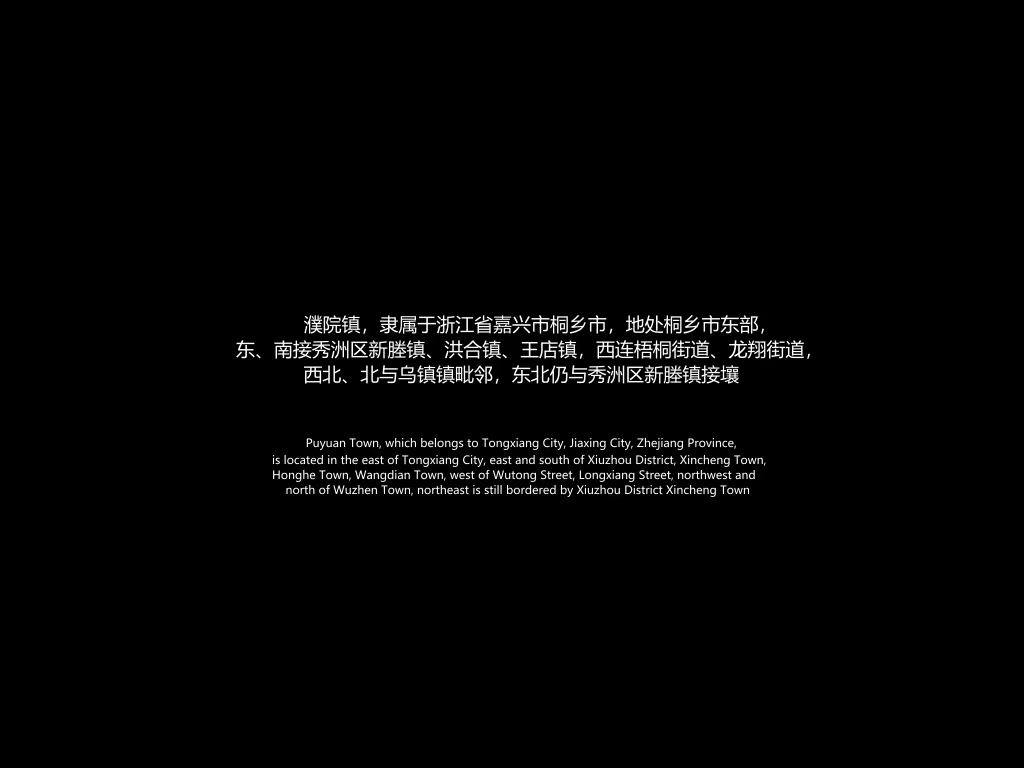 濮院镇，隶属于浙江省嘉兴市桐乡市，地处桐乡市东部，
东、南接秀洲区新塍镇、洪合镇、王店镇，西连梧桐街道、龙翔街道，
西北、北与乌镇镇毗邻，东北仍与秀洲区新塍镇接壤
Puyuan Town, which belongs to Tongxiang City, Jiaxing City, Zhejiang Province,
is located in the east of Tongxiang City, east and south of Xiuzhou District, Xincheng Town,
Honghe Town, Wangdian Town, west of Wutong Street, Longxiang Street, northwest and
north of Wuzhen Town, northeast is still bordered by Xiuzhou District Xincheng Town